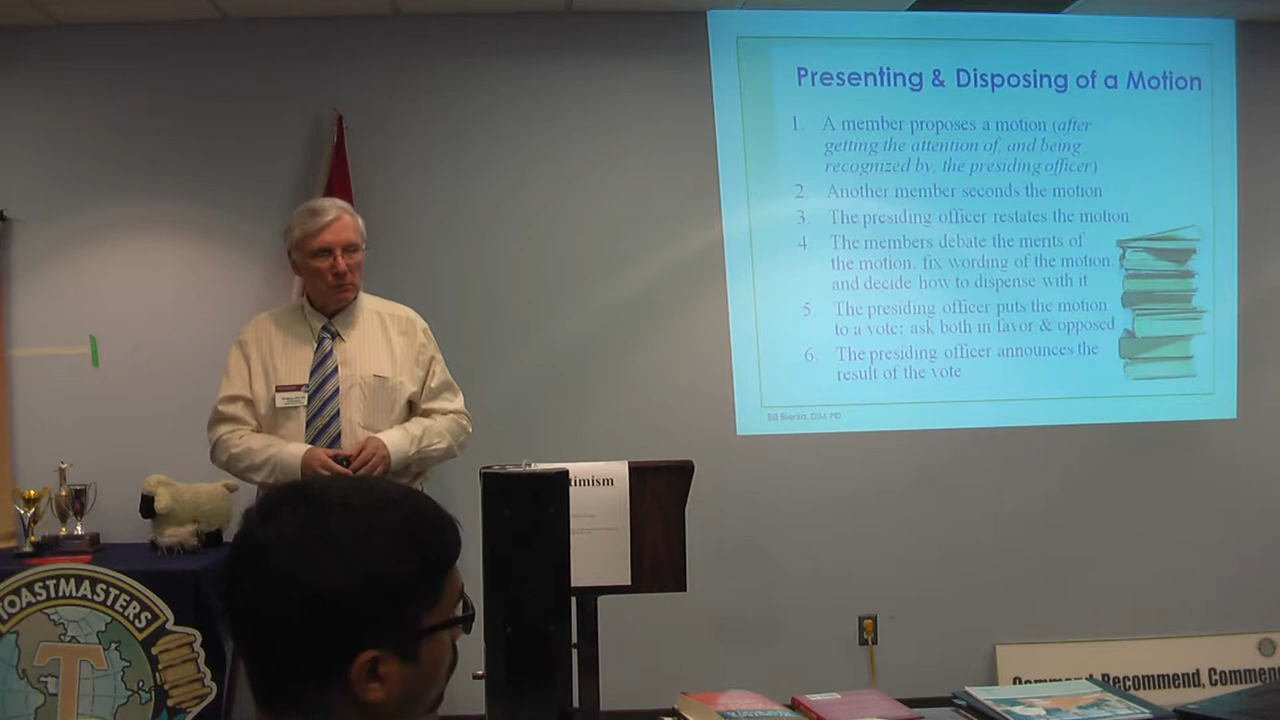 Presenting & Disposing of a Motion
1. A member proposes a motion (after
getting the attention of, and being
recognized by, the presiding officer)
2. Another member seconds the motion
3. The presiding officer restates the motion
4. The members debate the merits of
the motion, fix wording of the motion,
and decide how to dispense with it
5. The presiding officer puts the motion
to a vote: ask both in favor & opposed
6. The presiding officer announces the
result of the vote
timism
TOASTMASTERS
T
Recommend, Commend